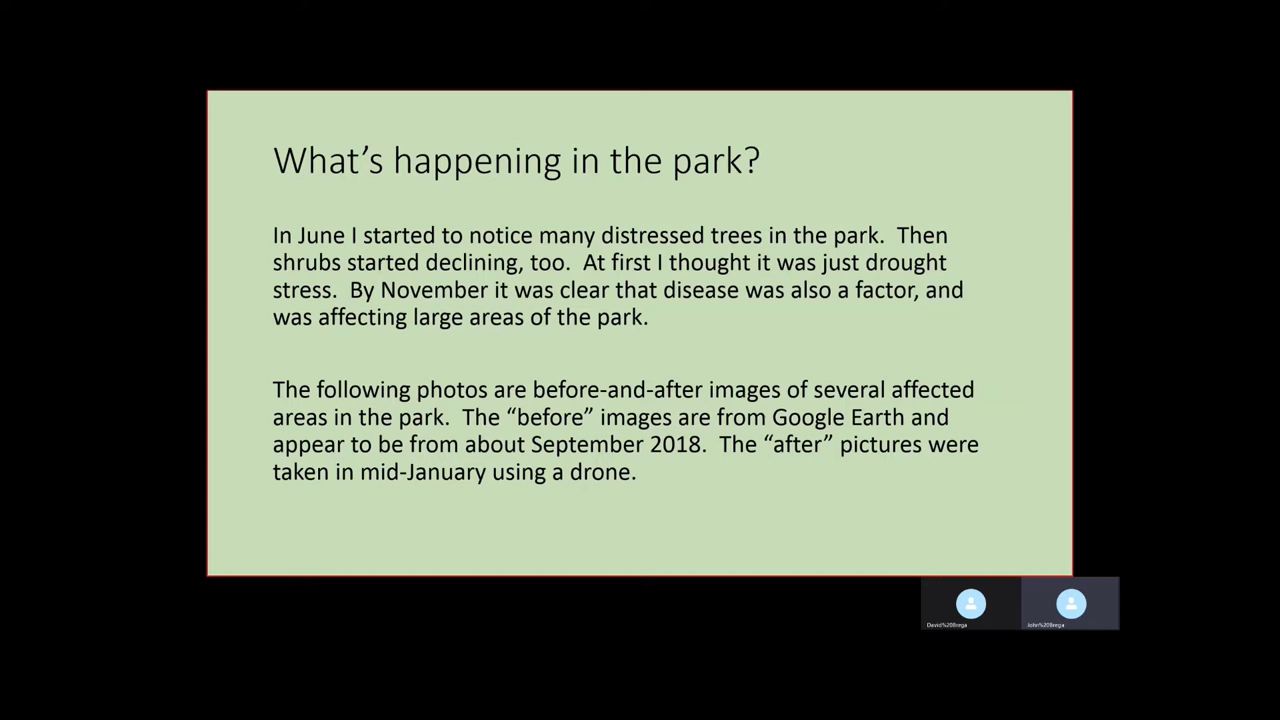 What’s happening in the park?
In June I started to notice many distressed trees in the park.  Then
shrubs started declining, too.  At first I thought it was just drought
stress.  By November it was clear that disease was also a factor, and
was affecting large areas of the park.
The following photos are before-and-after images of several affected
areas in the park.  The “before” images are from Google Earth and
appear to be from about September 2018.  The “after” pictures were
taken in mid-January using a drone.
David%20Brega
John%20Brega